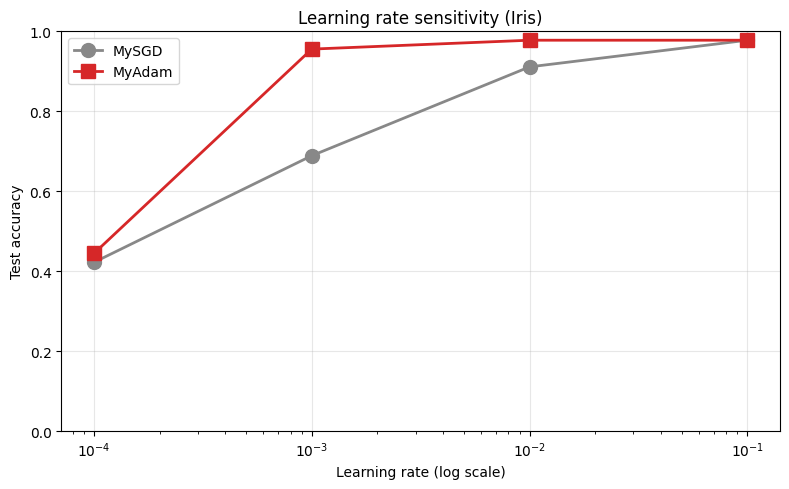 Learning rate sensitivity (Iris)
MySGD
MyAdam
1.0
0.8
0.6
0.4
0.2
0.0
Test accuracy
10⁻⁴
10⁻³
10⁻²
10⁻¹
Learning rate (log scale)